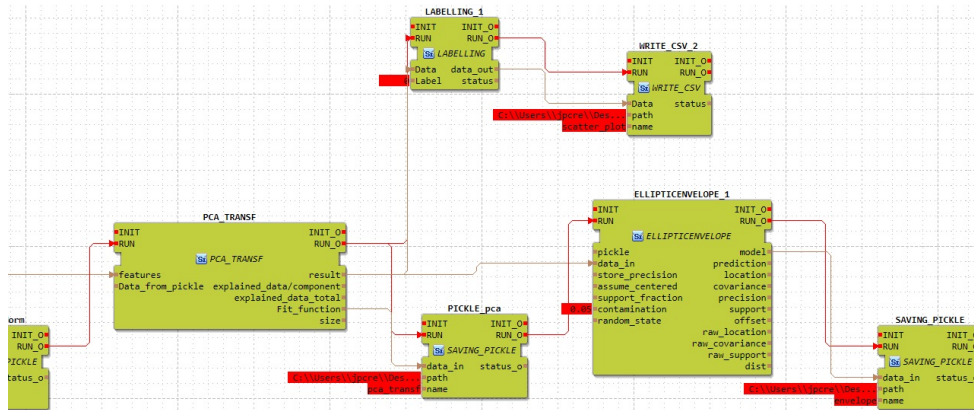 LABELLING_1
INIT INIT_O
RUN RUN_O
LABELLING
Data data_out
Label status
WRITE_CSV_2
INIT INIT_O
RUN RUN_O
WRITE_CSV
Data status
C:\\Users\\jpcre\\Des... path
scatter_plot name
PCA_TRANSF
INIT INIT_O
RUN RUN_O
PCA_TRANSF
features result
Data_from_pickle explained_data/component
explained_data_total
Fit_function
size
orm
INIT_O
RUN_O
PICKLE
tatus_o
PICKLE_pca
INIT INIT_O
RUN RUN_O
SAVING_PICKLE
data_in status_o
C:\\Users\\jpcre\\Des... path
pca_transf name
ELLIPTICENVELOPE_1
INIT INIT_O
RUN RUN_O
ELLIPTICENVELOPE
pickle model
data_in prediction
store_precision location
assume_centered covariance
support_fraction precision
0.05 contamination support
random_state offset
raw_location
raw_covariance
raw_support
dist
SAVING_PICKLE
INIT INIT_O
RUN RUN_O
SAVING_PICKLE
data_in status_o
C:\\Users\\jpcre\\Des... path
envelope name